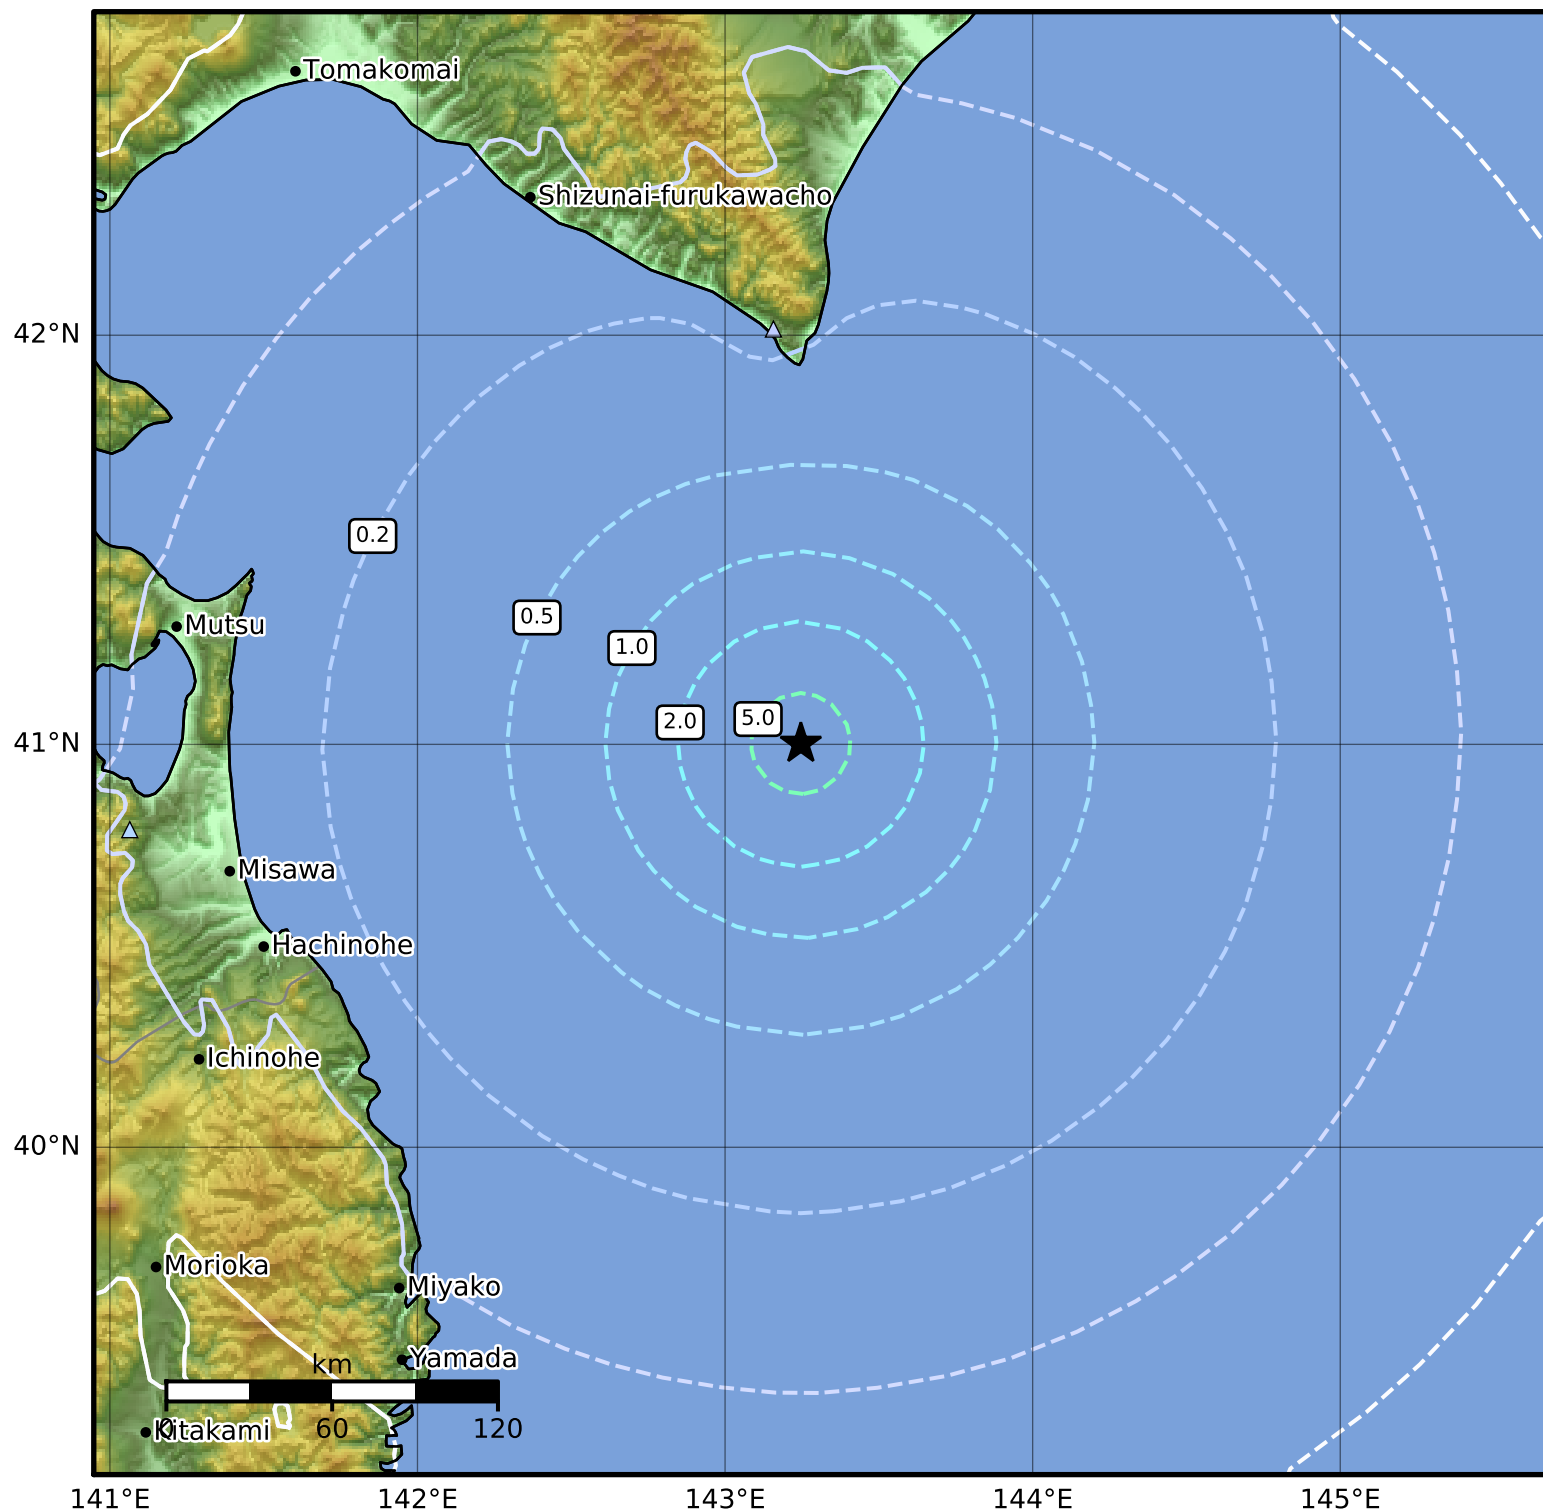 Tomakomai
Shizunai-furukawacho
42°N
0.2
0.5
Mutsu
1.0
5.0
2.0
41°N
Misawa
Hachinohe
Ichinohe
40°N
Morioka
Miyako
Yamada
km
0
60
120
Kitakami
141°E
142°E
143°E
144°E
145°E